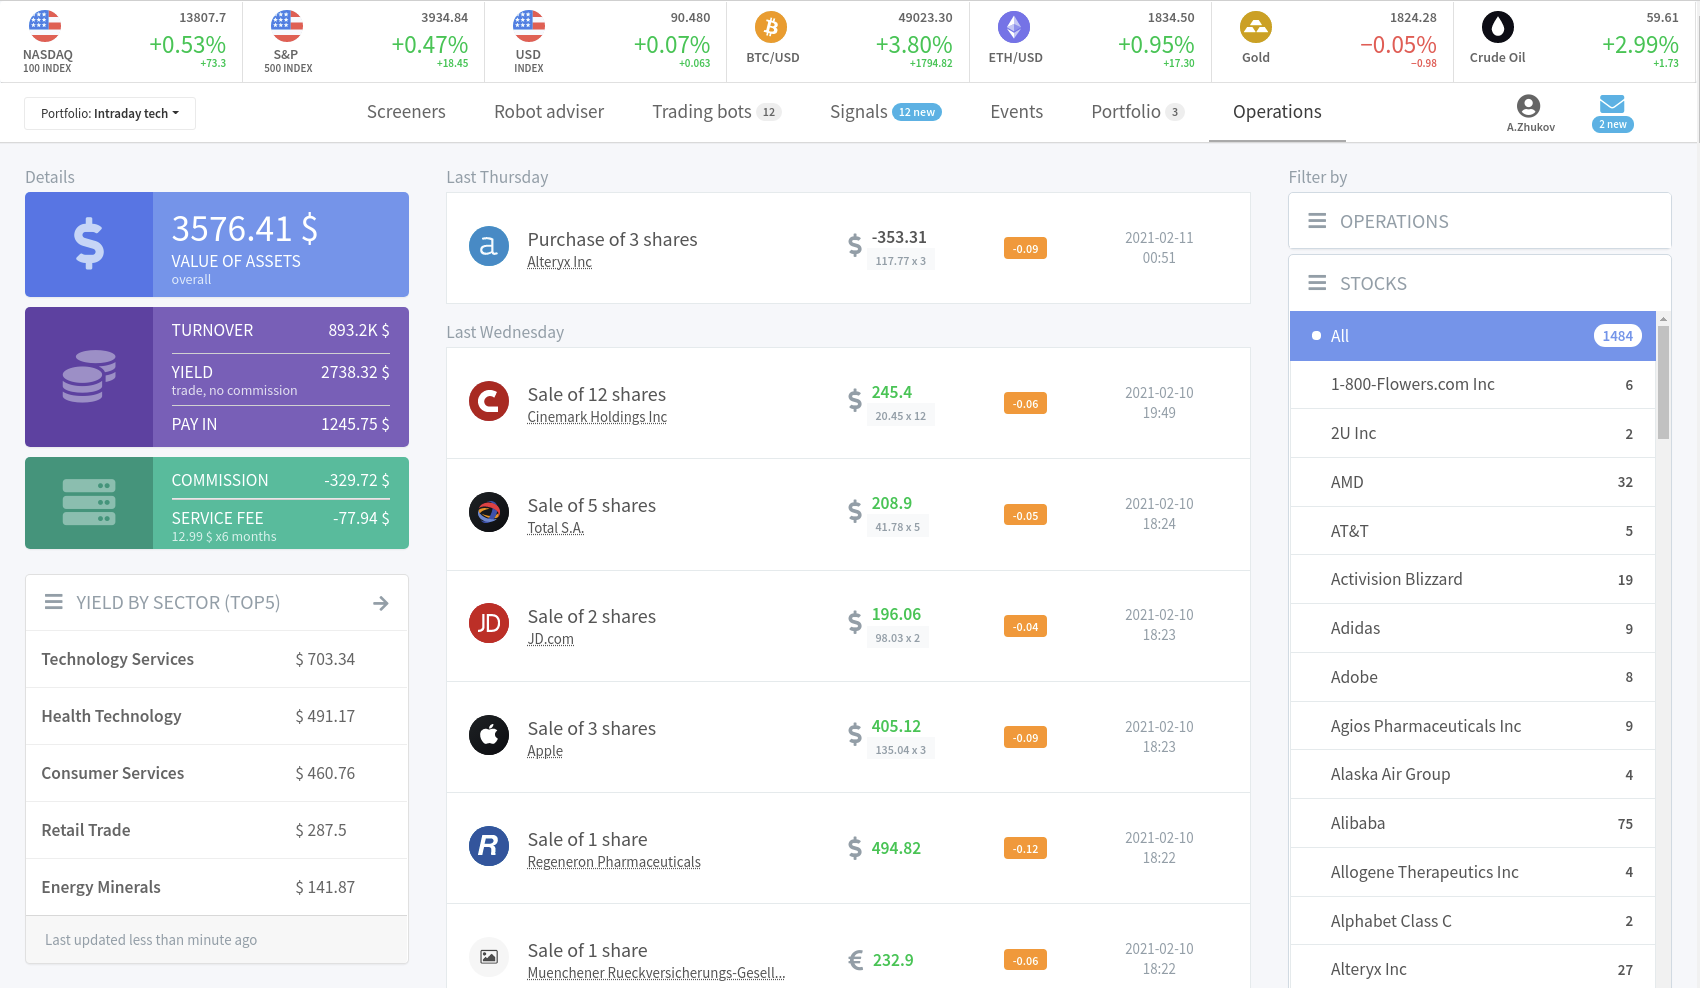 NASDAQ
100 INDEX
13807.7
+0.53%
+73.3
S&P
500 INDEX
3934.84
+0.47%
+18.45
USD
INDEX
90.480
+0.07%
+0.063
BTC/USD
49023.30
+3.80%
+1794.82
ETH/USD
1834.50
+0.95%
+17.30
Gold
1824.28
−0.05%
−0.98
Crude Oil
59.61
+2.99%
+1.73
Portfolio: Intraday tech
Screeners
Robot adviser
Trading bots 12
Signals 12 new
Events
Portfolio 3
Operations
A.Zhukov
2 new
Details
3576.41 $
VALUE OF ASSETS
overall
TURNOVER 893.2K $
YIELD 2738.32 $
trade, no commission
PAY IN 1245.75 $
COMMISSION -329.72 $
SERVICE FEE -77.94 $
12.99 $ x6 months
YIELD BY SECTOR (TOP5)
Technology Services $ 703.34
Health Technology $ 491.17
Consumer Services $ 460.76
Retail Trade $ 287.5
Energy Minerals $ 141.87
Last updated less than minute ago
Last Thursday
a
Purchase of 3 shares
Alteryx Inc
$ -353.31
117.77 x 3
-0.09
2021-02-11
00:51
Last Wednesday
C
Sale of 12 shares
Cinemark Holdings Inc
$ 245.4
20.45 x 12
-0.06
2021-02-10
19:49
Sale of 5 shares
Total S.A.
$ 208.9
41.78 x 5
-0.05
2021-02-10
18:24
JD
Sale of 2 shares
JD.com
$ 196.06
98.03 x 2
-0.04
2021-02-10
18:23
Sale of 3 shares
Apple
$ 405.12
135.04 x 3
-0.09
2021-02-10
18:23
R
Sale of 1 share
Regeneron Pharmaceuticals
$ 494.82
-0.12
2021-02-10
18:22
Sale of 1 share
Muenchener Rueckversicherungs-Gesell...
€ 232.9
-0.06
2021-02-10
18:22
Filter by
OPERATIONS
STOCKS
All 1484
1-800-Flowers.com Inc 6
2U Inc 2
AMD 32
AT&T 5
Activision Blizzard 19
Adidas 9
Adobe 8
Agios Pharmaceuticals Inc 9
Alaska Air Group 4
Alibaba 75
Allogene Therapeutics Inc 4
Alphabet Class C 2
Alteryx Inc 27